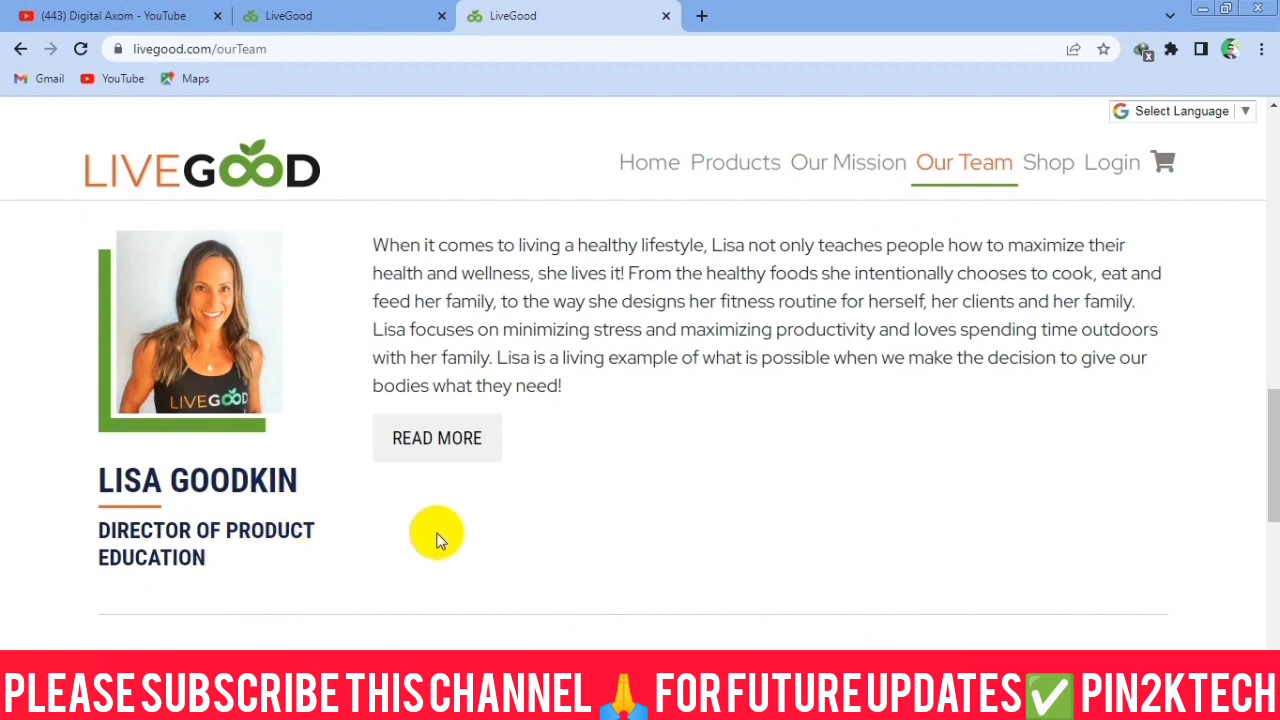 (443) Digital Axom - YouTube
LiveGood
LiveGood
livegood.com/ourTeam
Gmail
YouTube
Maps
Select Language
LIVEGOOD
Home
Products
Our Mission
Our Team
Shop
Login
When it comes to living a healthy lifestyle, Lisa not only teaches people how to maximize their
health and wellness, she lives it! From the healthy foods she intentionally chooses to cook, eat and
feed her family, to the way she designs her fitness routine for herself, her clients and her family.
Lisa focuses on minimizing stress and maximizing productivity and loves spending time outdoors
with her family. Lisa is a living example of what is possible when we make the decision to give our
bodies what they need!
LIVEGOOD
READ MORE
LISA GOODKIN
DIRECTOR OF PRODUCT
EDUCATION
PLEASE SUBSCRIBE THIS CHANNEL 🙏 FOR FUTURE UPDATES✅ PIN2KTECH